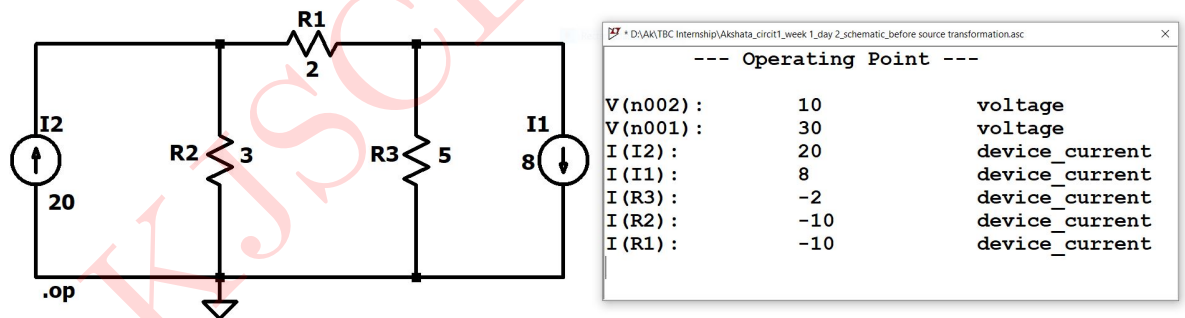 R1
2
I2
20
R2
3
R3
5
I1
8
.op
KJSC
* D:\Ak\TBC Internship\Akshata_circit1_week 1_day 2_schematic_before source transformation.asc
--- Operating Point ---
V(n002): 10 voltage
V(n001): 30 voltage
I(I2): 20 device_current
I(I1): 8 device_current
I(R3): -2 device_current
I(R2): -10 device_current
I(R1): -10 device_current